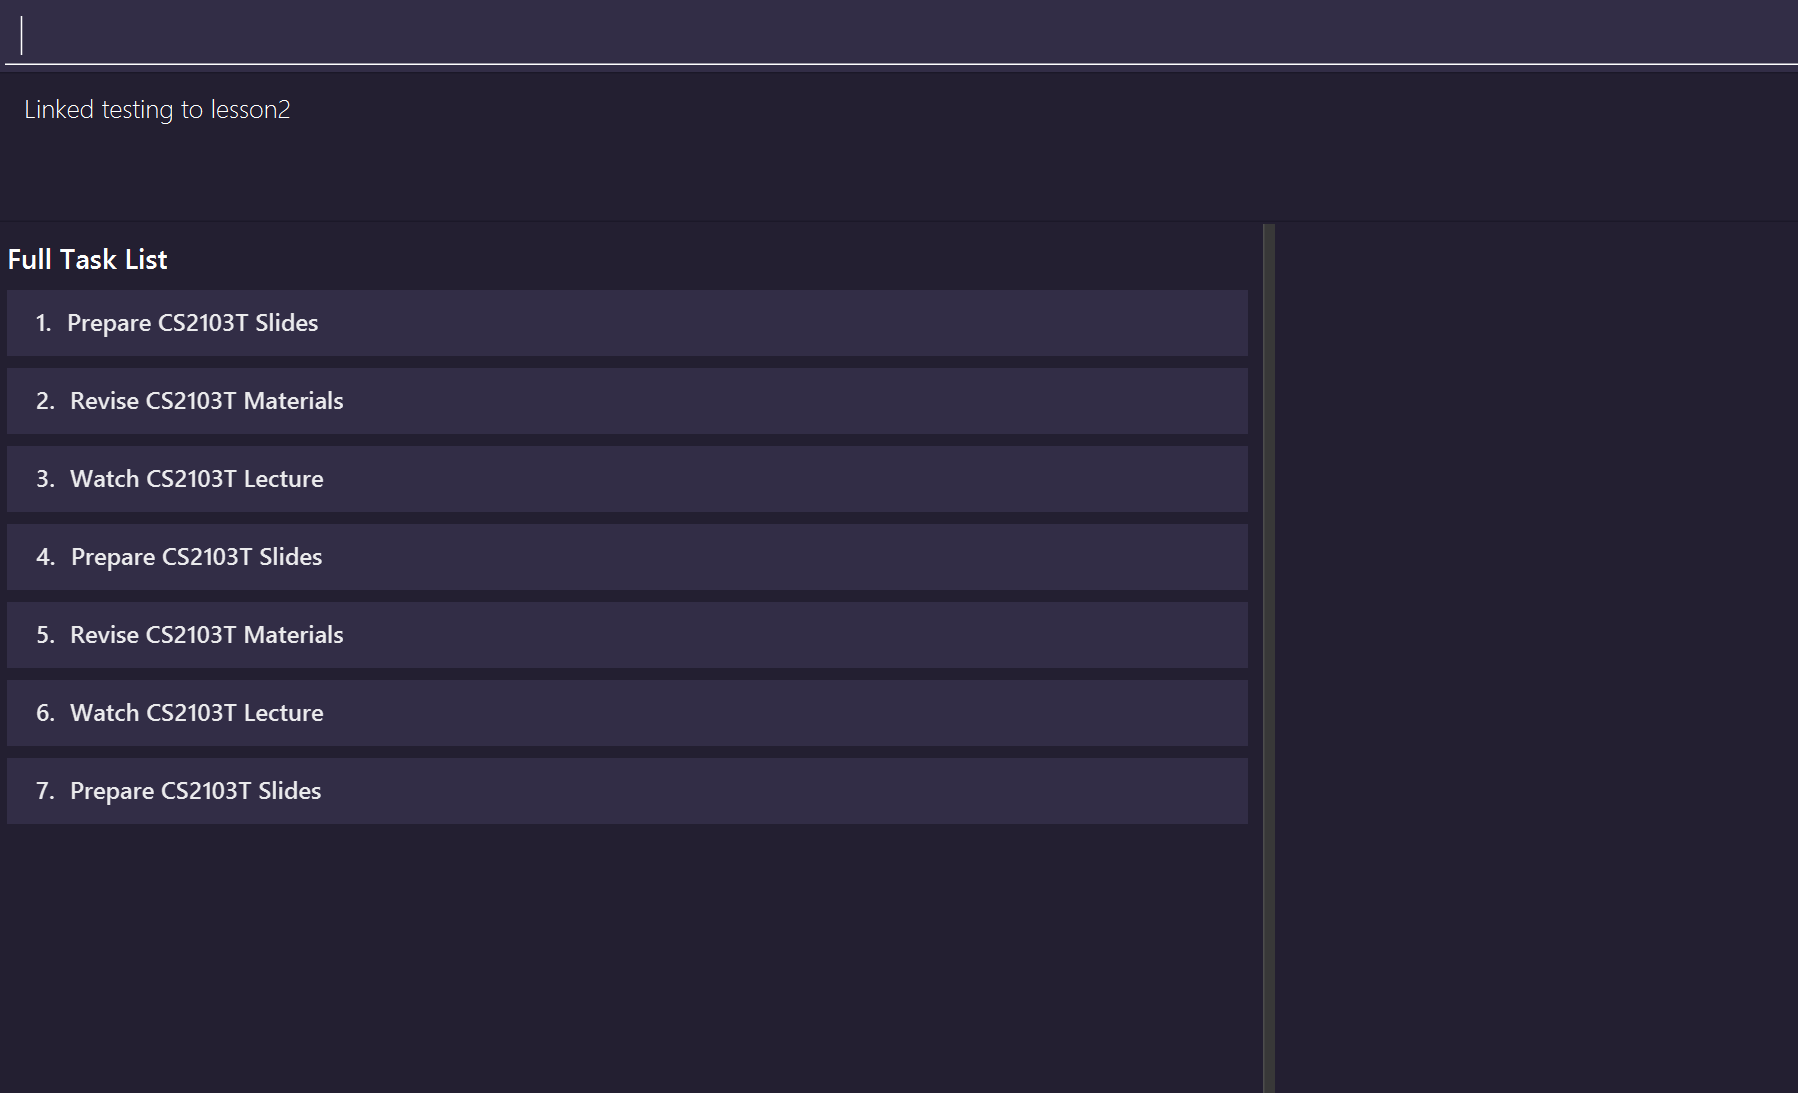 Linked testing to lesson2
Full Task List
1. Prepare CS2103T Slides
2. Revise CS2103T Materials
3. Watch CS2103T Lecture
4. Prepare CS2103T Slides
5. Revise CS2103T Materials
6. Watch CS2103T Lecture
7. Prepare CS2103T Slides